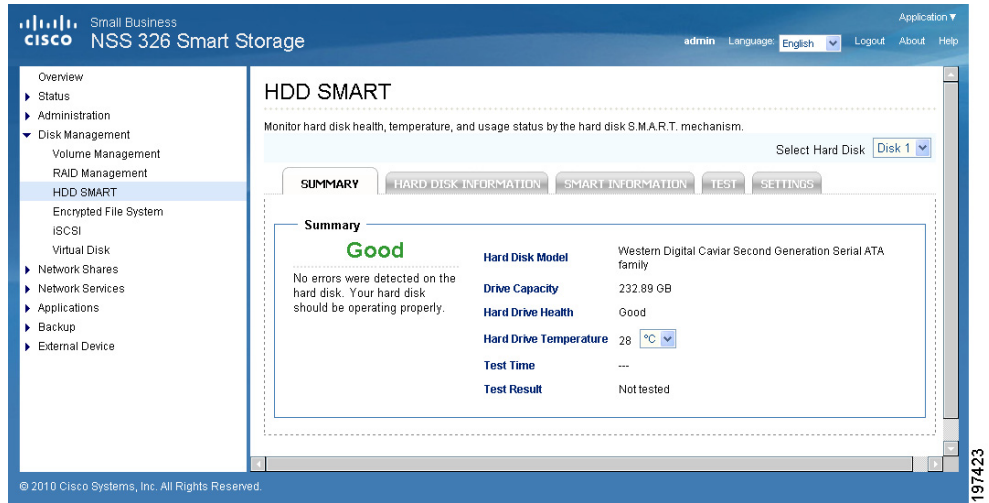 Small Business
CISCO NSS 326 Smart Storage
Application
admin Language: English Logout About Help
Overview
Status
Administration
Disk Management
Volume Management
RAID Management
HDD SMART
Encrypted File System
iSCSI
Virtual Disk
Network Shares
Network Services
Applications
Backup
External Device
HDD SMART
Monitor hard disk health, temperature, and usage status by the hard disk S.M.A.R.T. mechanism.
Select Hard Disk Disk 1
SUMMARY HARD DISK INFORMATION SMART INFORMATION TEST SETTINGS
Summary
Good
No errors were detected on the
hard disk. Your hard disk
should be operating properly.
Hard Disk Model Western Digital Caviar Second Generation Serial ATA
family
Drive Capacity 232.89 GB
Hard Drive Health Good
Hard Drive Temperature 28 °C
Test Time ---
Test Result Not tested
© 2010 Cisco Systems, Inc. All Rights Reserved.
197423